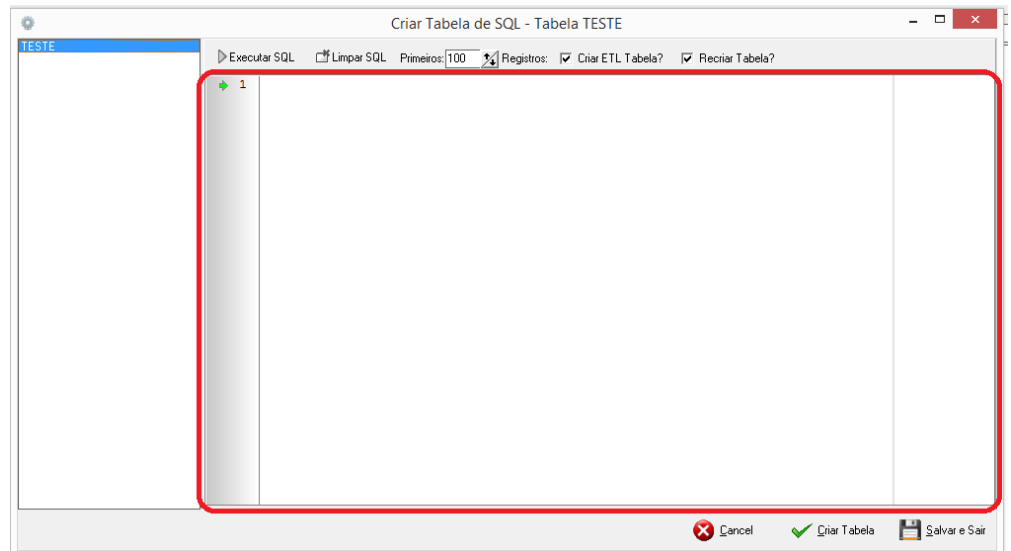 Criar Tabela de SQL - Tabela TESTE
TESTE
Executar SQL Limpar SQL Primeiros: 100 Registros: Criar ETL Tabela? Recriar Tabela?
1
Cancel Criar Tabela Salvar e Sair